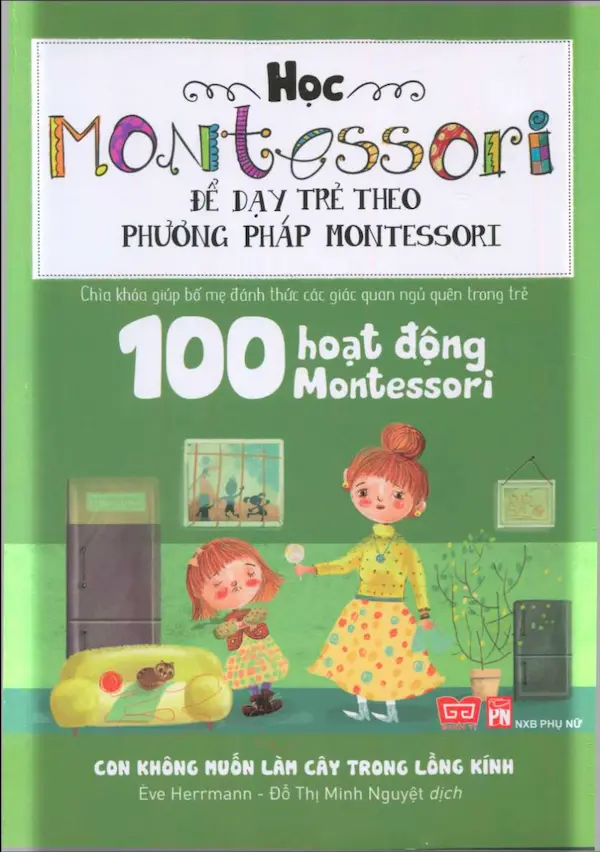 Học
Montessori
ĐỂ DẠY TRẺ THEO
PHƯƠNG PHÁP MONTESSORI
Chìa khóa giúp bố mẹ đánh thức các giác quan ngủ quên trong trẻ
100 hoạt động
Montessori
PN
NXB PHỤ NỮ
CON KHÔNG MUỐN LÀM CÂY TRONG LỒNG KÍNH
Ève Herrmann - Đỗ Thị Minh Nguyệt dịch